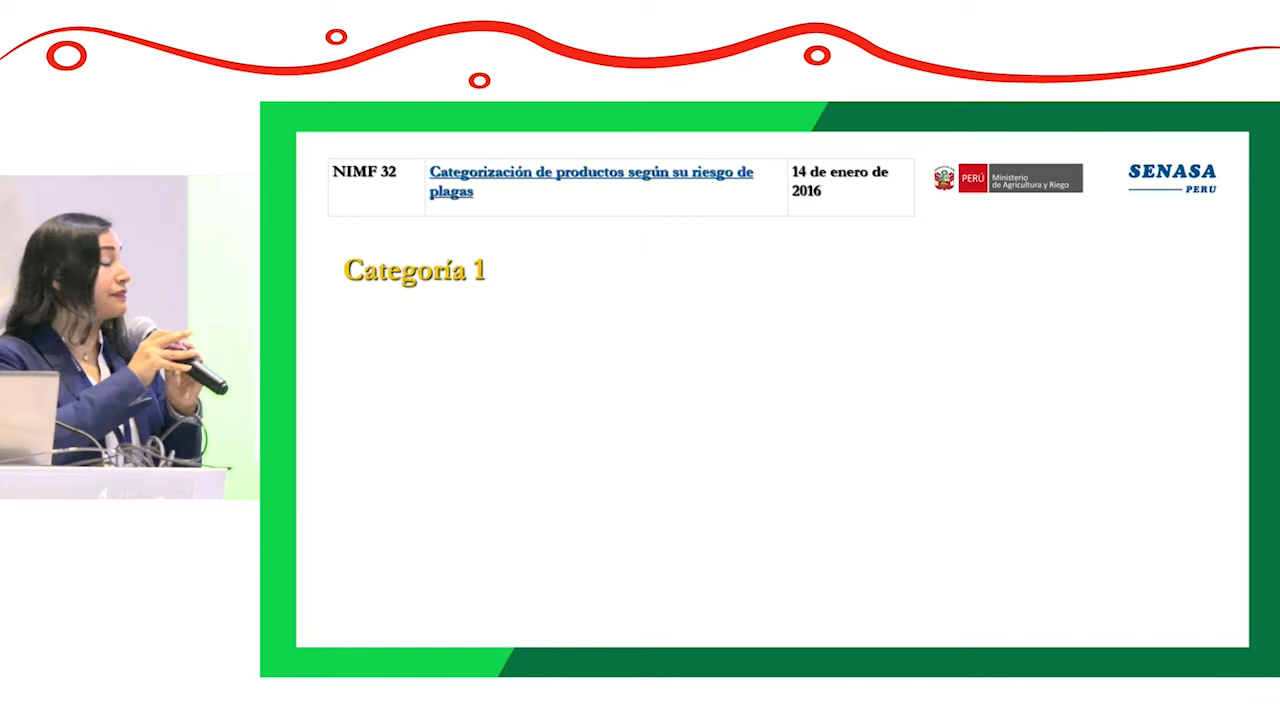 NIMF 32
Categorización de productos según su riesgo de
plagas
14 de enero de
2016
PERÚ
Ministerio
de Agricultura y Riego
SENASA
PERU
Categoría 1